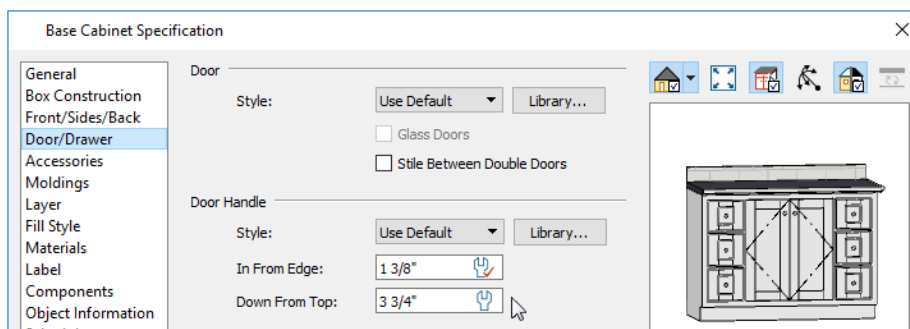 Base Cabinet Specification
General
Box Construction
Front/Sides/Back
Door/Drawer
Accessories
Moldings
Layer
Fill Style
Materials
Label
Components
Object Information
Door
Style: Use Default Library...
Glass Doors
Stile Between Double Doors
Door Handle
Style: Use Default Library...
In From Edge: 1 3/8"
Down From Top: 3 3/4"